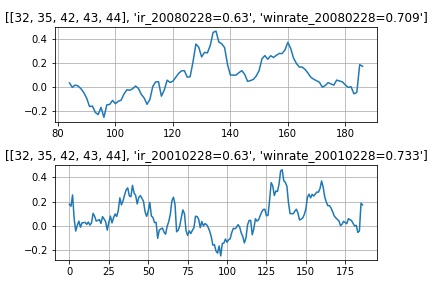 [[32, 35, 42, 43, 44], 'ir_20080228=0.63', 'winrate_20080228=0.709']
0.4
0.2
0.0
−0.2
80 100 120 140 160 180
[[32, 35, 42, 43, 44], 'ir_20010228=0.63', 'winrate_20010228=0.733']
0.4
0.2
0.0
−0.2
0 25 50 75 100 125 150 175